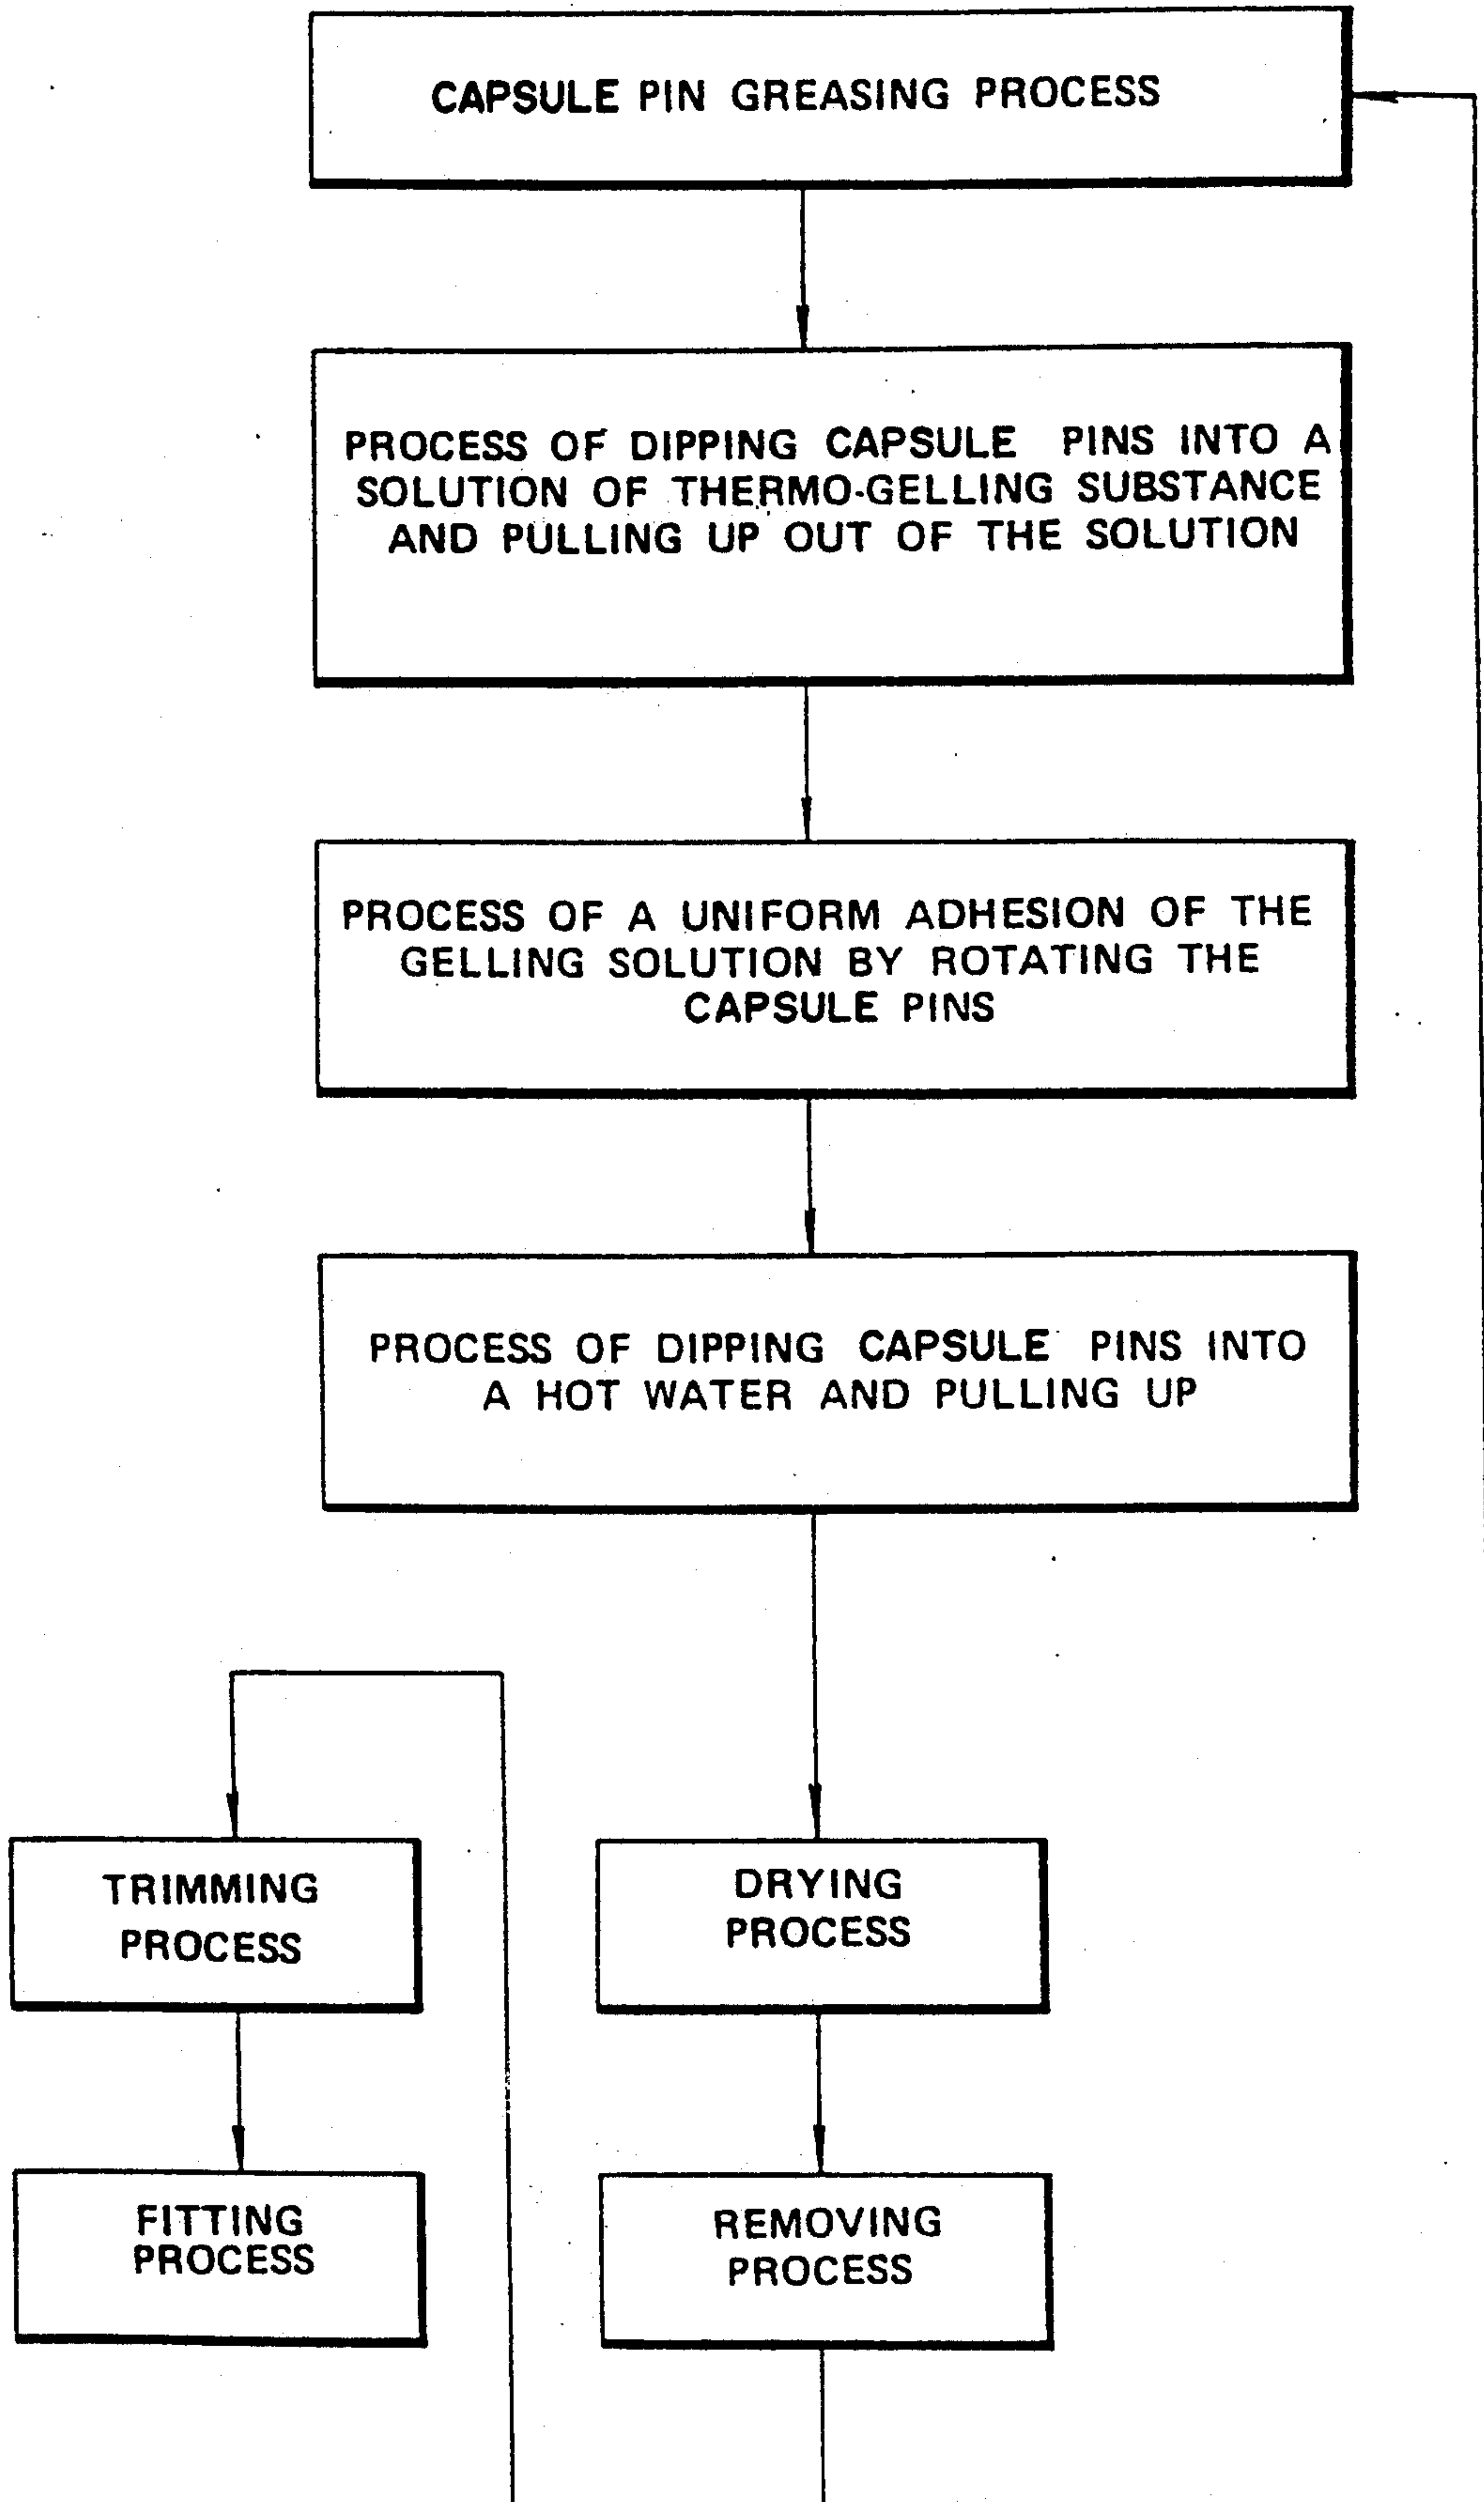 CAPSULE PIN GREASING PROCESS
PROCESS OF DIPPING CAPSULE PINS INTO A
SOLUTION OF THERMO-GELLING SUBSTANCE
AND PULLING UP OUT OF THE SOLUTION
PROCESS OF A UNIFORM ADHESION OF THE
GELLING SOLUTION BY ROTATING THE
CAPSULE PINS
PROCESS OF DIPPING CAPSULE PINS INTO
A HOT WATER AND PULLING UP
TRIMMING
PROCESS
DRYING
PROCESS
FITTING
PROCESS
REMOVING
PROCESS